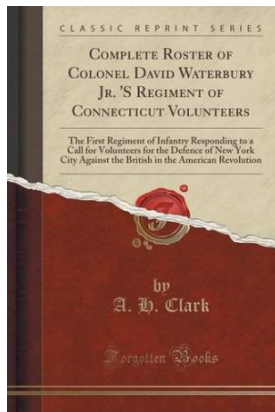 CLASSIC REPRINT SERIES
COMPLETE ROSTER OF
COLONEL DAVID WATERBURY
JR. 'S REGIMENT OF
CONNECTICUT VOLUNTEERS
The First Regiment of Infantry Responding to a
Call for Volunteers for the Defence of New York
City Against the British in the American Revolution
by
A. H. Clark
Forgotten Books